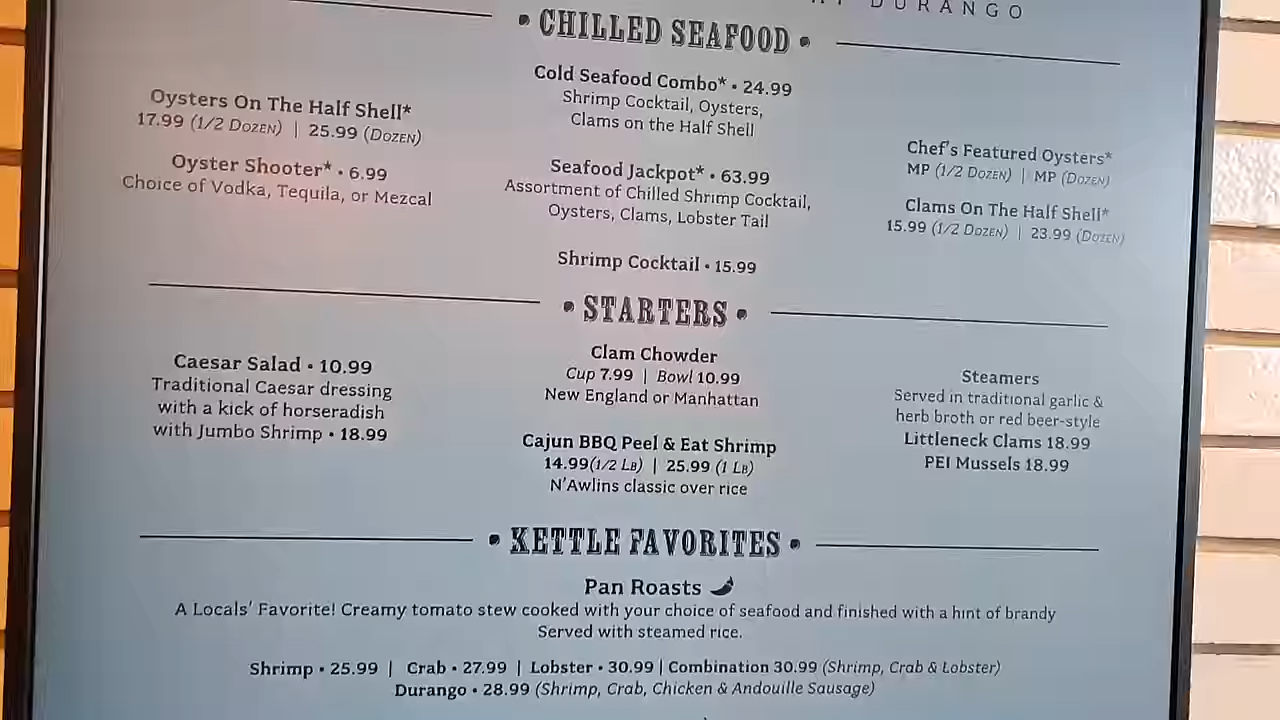 DURANGO
• CHILLED SEAFOOD •
Oysters On The Half Shell*
17.99 (1/2 Dozen) | 25.99 (Dozen)
Oyster Shooter* • 6.99
Choice of Vodka, Tequila, or Mezcal
Cold Seafood Combo* • 24.99
Shrimp Cocktail, Oysters,
Clams on the Half Shell
Seafood Jackpot* • 63.99
Assortment of Chilled Shrimp Cocktail,
Oysters, Clams, Lobster Tail
Shrimp Cocktail • 15.99
Chef's Featured Oysters*
MP (1/2 Dozen) | MP (Dozen)
Clams On The Half Shell*
15.99 (1/2 Dozen) | 23.99 (Dozen)
• STARTERS •
Caesar Salad • 10.99
Traditional Caesar dressing
with a kick of horseradish
with Jumbo Shrimp • 18.99
Clam Chowder
Cup 7.99 | Bowl 10.99
New England or Manhattan
Cajun BBQ Peel & Eat Shrimp
14.99(1/2 Lb) | 25.99 (1 Lb)
N'Awlins classic over rice
Steamers
Served in traditional garlic &
herb broth or red beer-style
Littleneck Clams 18.99
PEI Mussels 18.99
• KETTLE FAVORITES •
Pan Roasts
A Locals' Favorite! Creamy tomato stew cooked with your choice of seafood and finished with a hint of brandy
Served with steamed rice.
Shrimp • 25.99 | Crab • 27.99 | Lobster • 30.99 | Combination 30.99 (Shrimp, Crab & Lobster)
Durango • 28.99 (Shrimp, Crab, Chicken & Andouille Sausage)